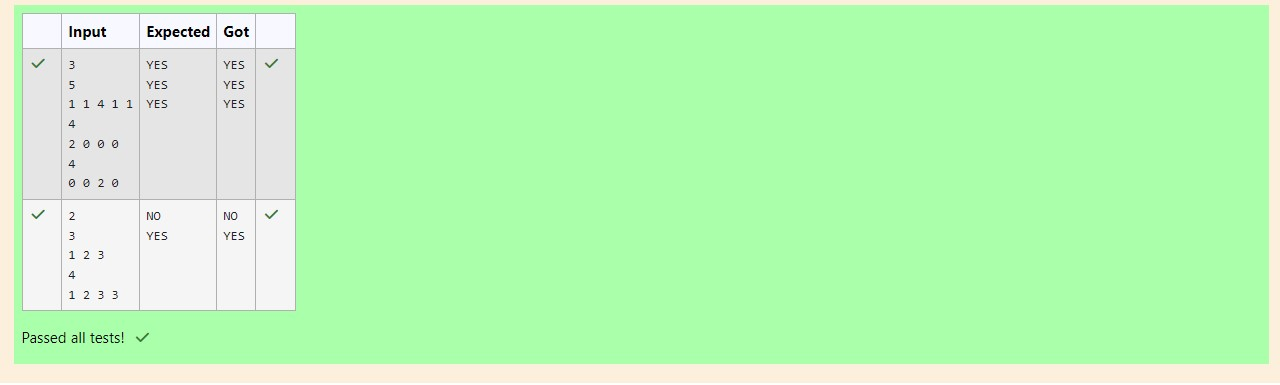 Input Expected Got
3 YES YES
5 YES YES
1 1 4 1 1 YES YES
4
2 0 0 0
4
0 0 2 0
2 NO NO
3 YES YES
1 2 3
4
1 2 3 3
Passed all tests!